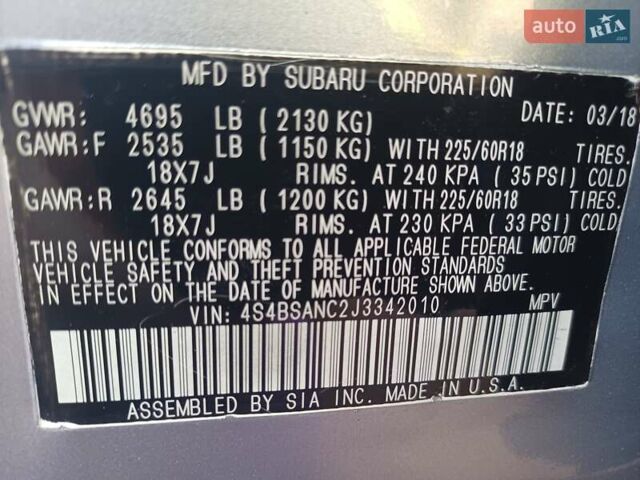 auto RIA .com
MFD BY SUBARU CORPORATION
GVWR: 4695 LB ( 2130 KG) DATE: 03/18
GAWR:F 2535 LB ( 1150 KG) WITH 225/60R18 TIRES.
18X7J RIMS. AT 240 KPA ( 35 PSI) COLD
GAWR:R 2645 LB ( 1200 KG) WITH 225/60R18 TIRES.
18X7J RIMS. AT 230 KPA ( 33 PSI) COLD
THIS VEHICLE CONFORMS TO ALL APPLICABLE FEDERAL MOTOR
VEHICLE SAFETY AND THEFT PREVENTION STANDARDS
IN EFFECT ON THE DATE OF MANUFACTURE SHOWN ABOVE.
VIN: 4S4BSANC2J3342010 MPV
ASSEMBLED BY SIA INC. MADE IN U.S.A.